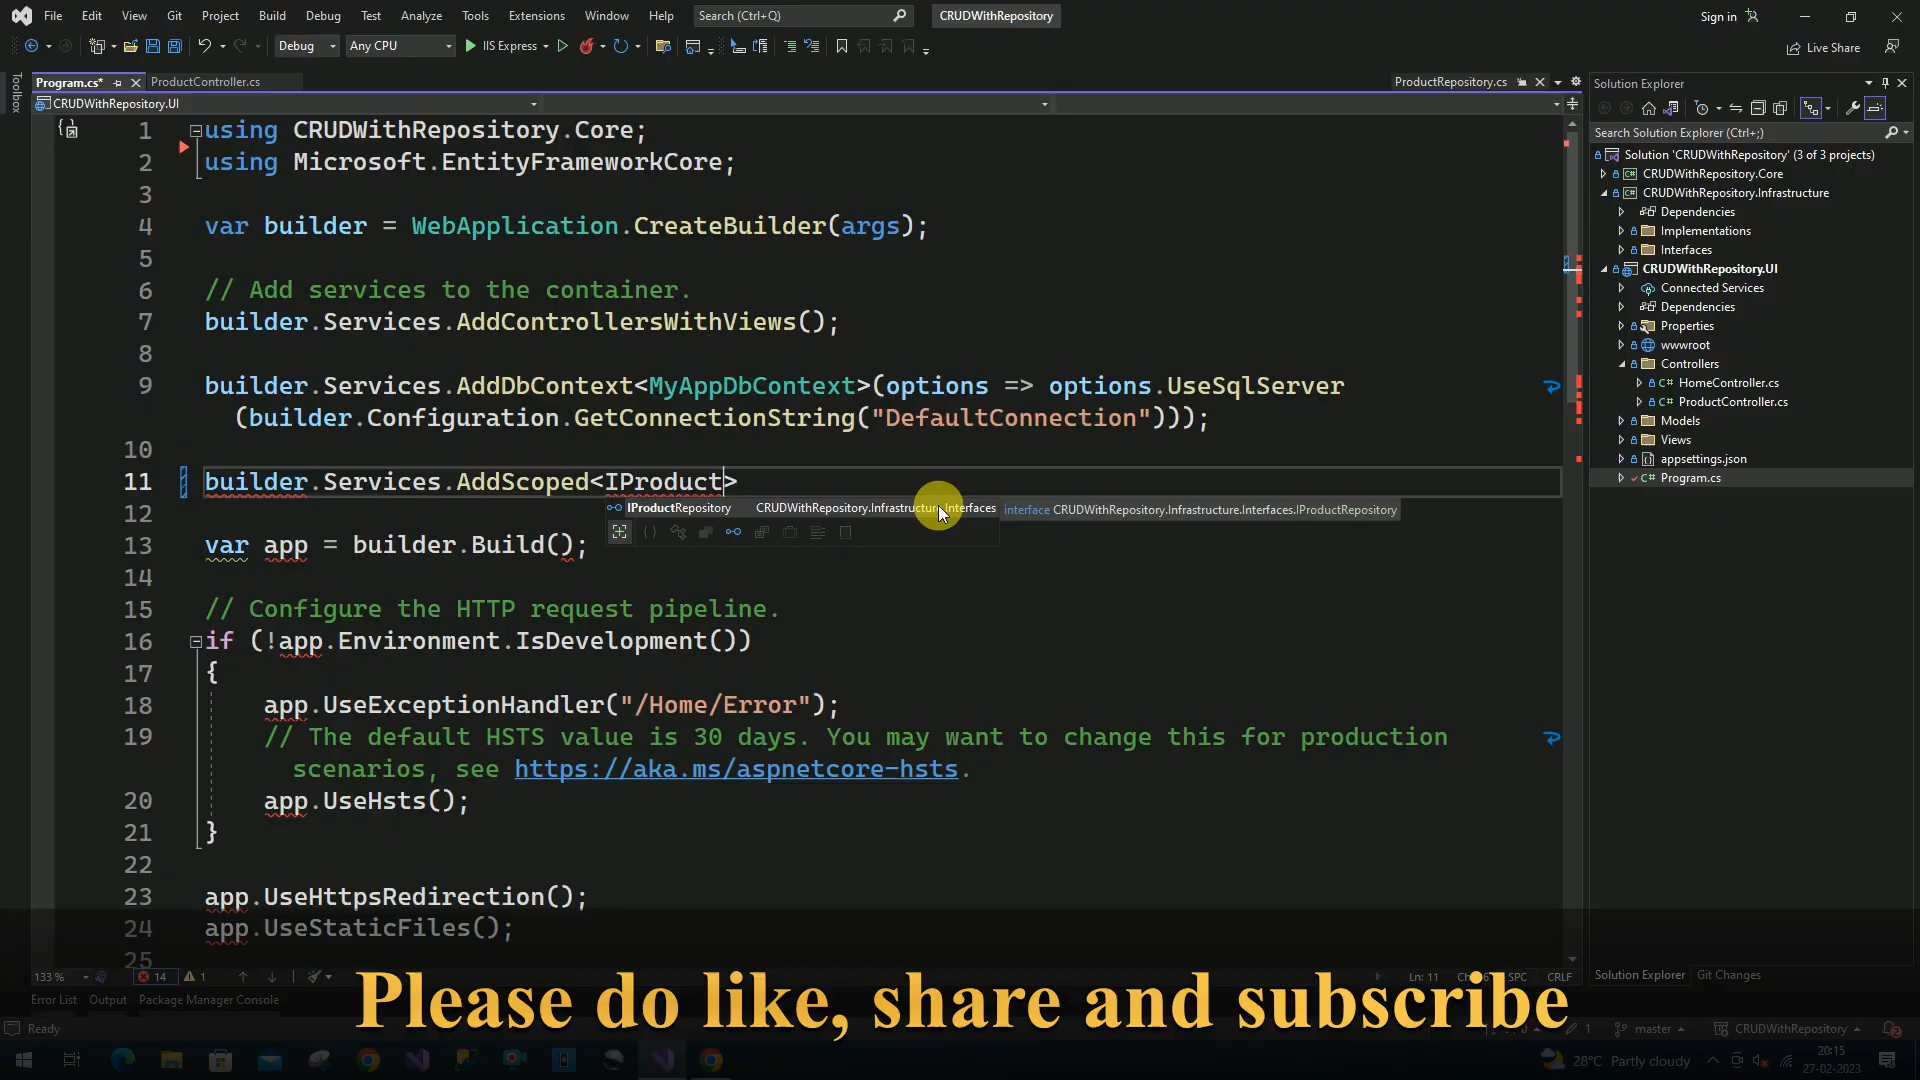 File Edit View Git Project Build Debug Test Analyze Tools Extensions Window Help Search (Ctrl+Q) CRUDWithRepository Sign in
Debug Any CPU IIS Express Live Share
Toolbox
Program.cs* ProductController.cs ProductRepository.cs
CRUDWithRepository.UI
1 using CRUDWithRepository.Core;
2 using Microsoft.EntityFrameworkCore;
3
4 var builder = WebApplication.CreateBuilder(args);
5
6 // Add services to the container.
7 builder.Services.AddControllersWithViews();
8
9 builder.Services.AddDbContext<MyAppDbContext>(options => options.UseSqlServer
(builder.Configuration.GetConnectionString("DefaultConnection")));
10
11 builder.Services.AddScoped<IProduct>
IProductRepository CRUDWithRepository.Infrastructure.Interfaces interface CRUDWithRepository.Infrastructure.Interfaces.IProductRepository
12
13 var app = builder.Build();
14
15 // Configure the HTTP request pipeline.
16 if (!app.Environment.IsDevelopment())
17 {
18 app.UseExceptionHandler("/Home/Error");
19 // The default HSTS value is 30 days. You may want to change this for production
scenarios, see https://aka.ms/aspnetcore-hsts.
20 app.UseHsts();
21 }
22
23 app.UseHttpsRedirection();
24 app.UseStaticFiles();
25
133 % 14 1 Ln: 11 SPC CRLF
Error List Output Package Manager Console
Ready master CRUDWithRepository 2
Solution Explorer
Search Solution Explorer (Ctrl+;)
Solution 'CRUDWithRepository' (3 of 3 projects)
CRUDWithRepository.Core
CRUDWithRepository.Infrastructure
Dependencies
Implementations
Interfaces
CRUDWithRepository.UI
Connected Services
Dependencies
Properties
wwwroot
Controllers
HomeController.cs
ProductController.cs
Models
Views
appsettings.json
Program.cs
Solution Explorer Git Changes
Please do like, share and subscribe
28°C Partly cloudy 20:15
27-02-2023